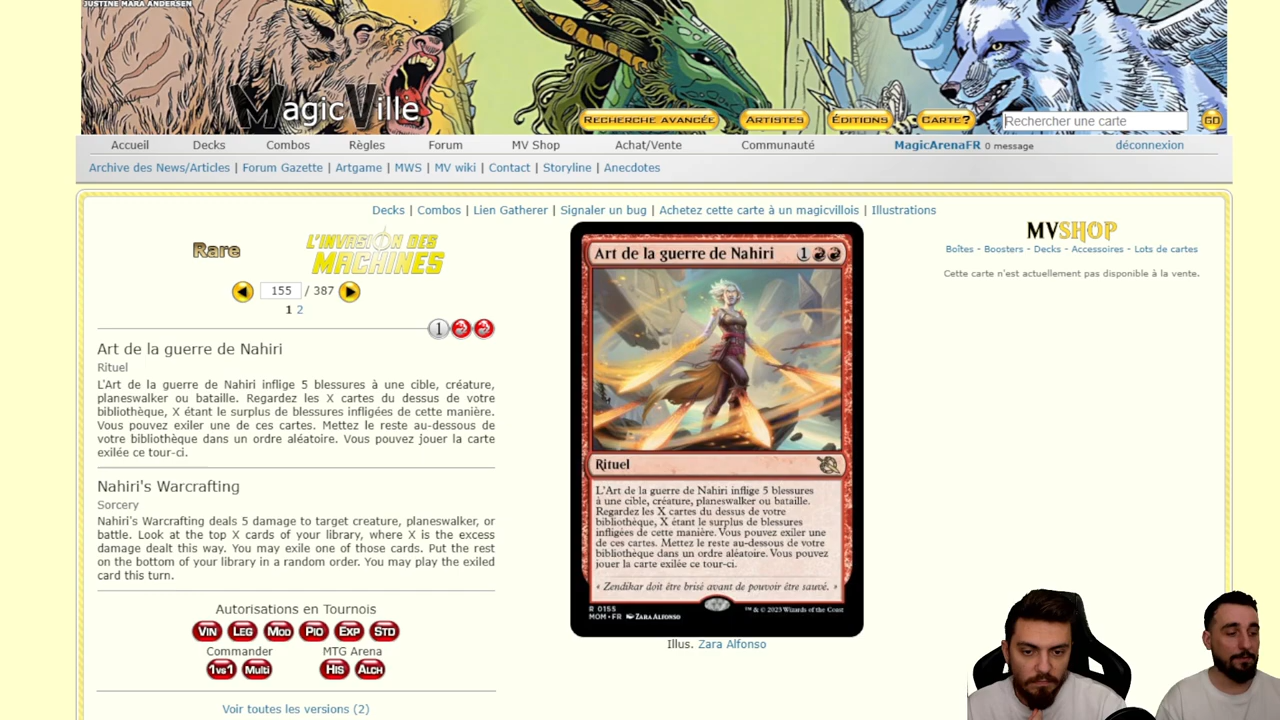 JUSTINE MARA ANDERSEN
MagicVille
RECHERCHE AVANCÉE
ARTISTES
ÉDITIONS
CARTE?
Rechercher une carte
GO
Accueil Decks Combos Règles Forum MV Shop Achat/Vente Communauté MagicArenaFR 0 message déconnexion
Archive des News/Articles | Forum Gazette | Artgame | MWS | MV wiki | Contact | Storyline | Anecdotes
Decks | Combos | Lien Gatherer | Signaler un bug | Achetez cette carte à un magicvillois | Illustrations
Rare
L'INVASION DES
MACHINES
155 / 387
1 2
1
Art de la guerre de Nahiri
Rituel
L'Art de la guerre de Nahiri inflige 5 blessures à une cible, créature,
planeswalker ou bataille. Regardez les X cartes du dessus de votre
bibliothèque, X étant le surplus de blessures infligées de cette manière.
Vous pouvez exiler une de ces cartes. Mettez le reste au-dessous de
votre bibliothèque dans un ordre aléatoire. Vous pouvez jouer la carte
exilée ce tour-ci.
Nahiri's Warcrafting
Sorcery
Nahiri's Warcrafting deals 5 damage to target creature, planeswalker, or
battle. Look at the top X cards of your library, where X is the excess
damage dealt this way. You may exile one of those cards. Put the rest
on the bottom of your library in a random order. You may play the exiled
card this turn.
Autorisations en Tournois
VIN LEG MOD PIO EXP STD
Commander MTG Arena
1vs1 Multi HIS ALCH
Voir toutes les versions (2)
Art de la guerre de Nahiri 1
Rituel
L'Art de la guerre de Nahiri inflige 5 blessures
à une cible, créature, planeswalker ou bataille.
Regardez les X cartes du dessus de votre
bibliothèque, X étant le surplus de blessures
infligées de cette manière. Vous pouvez exiler une
de ces cartes. Mettez le reste au-dessous de votre
bibliothèque dans un ordre aléatoire. Vous pouvez
jouer la carte exilée ce tour-ci.
« Zendikar doit être brisé avant de pouvoir être sauvé. »
R 0155
MOM • FR ZARA ALFONSO
™ & © 2023 Wizards of the Coast
Illus. Zara Alfonso
MVSHOP
Boîtes - Boosters - Decks - Accessoires - Lots de cartes
Cette carte n'est actuellement pas disponible à la vente.